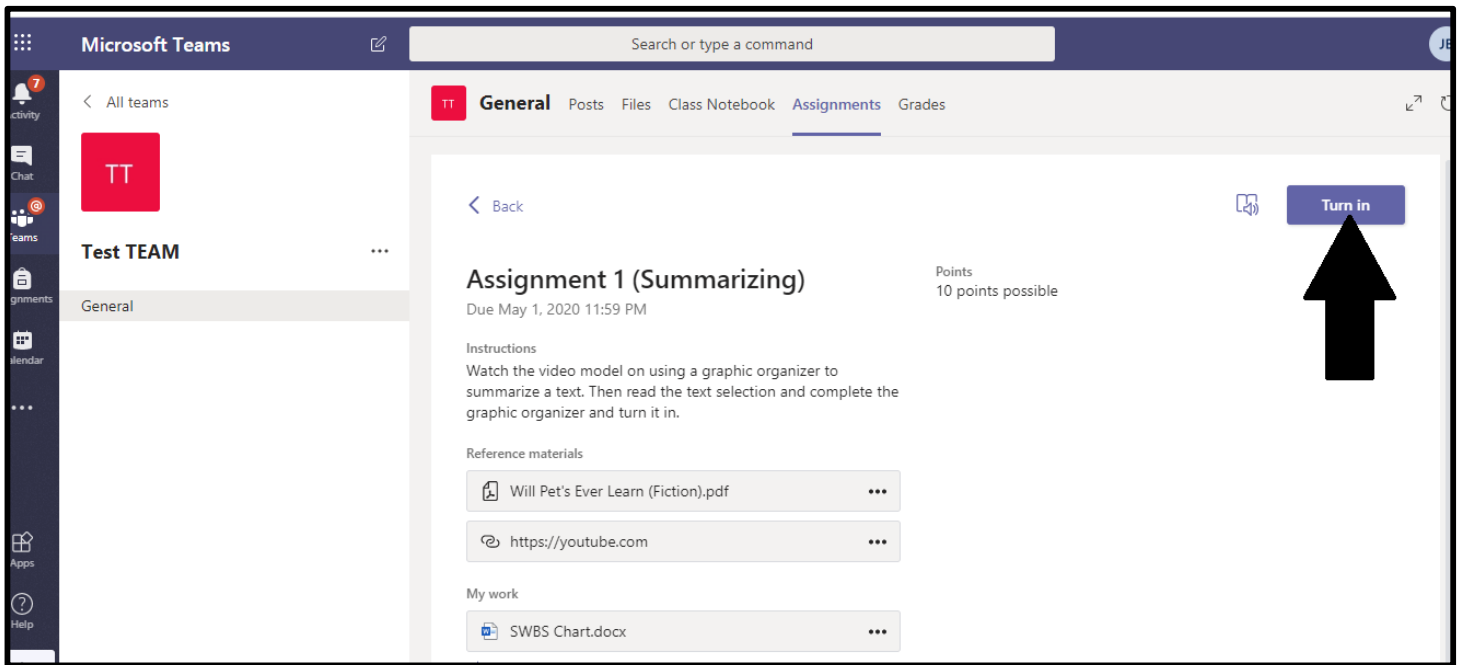 Microsoft Teams
Search or type a command
JE
7
ctivity
Chat
@
eams
gnments
alendar
Apps
Help
All teams
TT
Test TEAM
General
TT
General Posts Files Class Notebook Assignments Grades
Back
Turn in
Assignment 1 (Summarizing)
Due May 1, 2020 11:59 PM
Points
10 points possible
Instructions
Watch the video model on using a graphic organizer to
summarize a text. Then read the text selection and complete the
graphic organizer and turn it in.
Reference materials
Will Pet's Ever Learn (Fiction).pdf
https://youtube.com
My work
SWBS Chart.docx